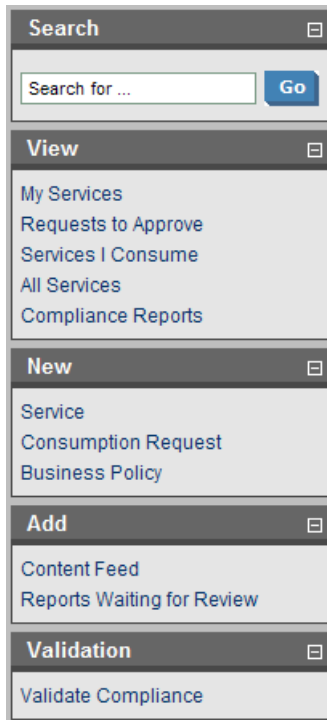 Search
Search for ...
Go
View
My Services
Requests to Approve
Services I Consume
All Services
Compliance Reports
New
Service
Consumption Request
Business Policy
Add
Content Feed
Reports Waiting for Review
Validation
Validate Compliance